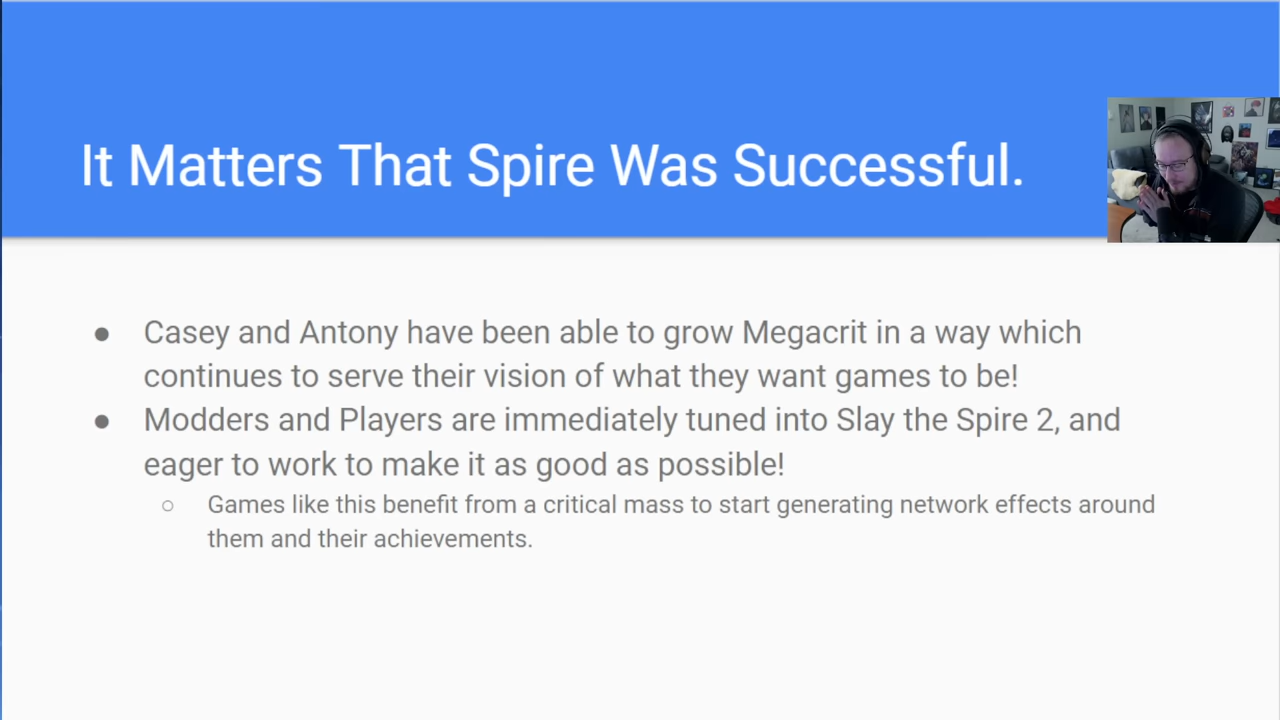 It Matters That Spire Was Successful.
● Casey and Antony have been able to grow Megacrit in a way which
continues to serve their vision of what they want games to be!
● Modders and Players are immediately tuned into Slay the Spire 2, and
eager to work to make it as good as possible!
○ Games like this benefit from a critical mass to start generating network effects around
them and their achievements.